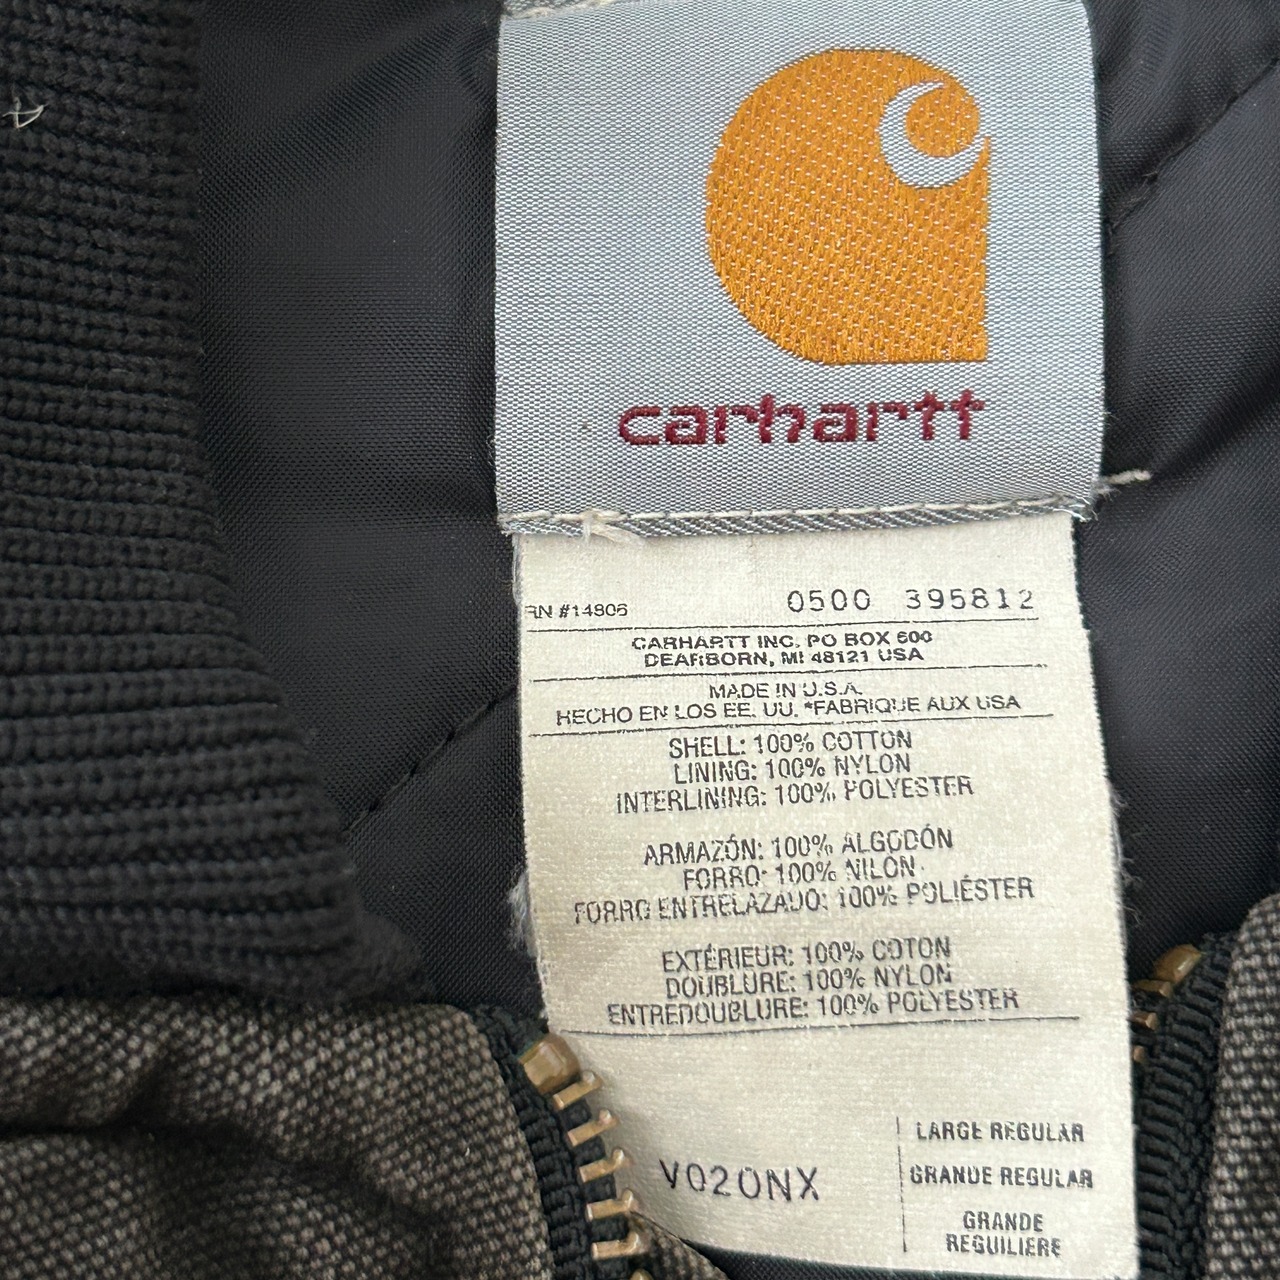 carhartt
RN #14806 0500 395812
CARHARTT INC, PO BOX 600
DEARBORN, MI 48121 USA
MADE IN U.S.A.
HECHO EN LOS EE. UU. *FABRIQUE AUX USA
SHELL: 100% COTTON
LINING: 100% NYLON
INTERLINING: 100% POLYESTER
ARMAZÓN: 100% ALGODÓN
FORRO: 100% NILON
FORRO ENTRELAZADO: 100% POLIÉSTER
EXTÉRIEUR: 100% COTON
DOUBLURE: 100% NYLON
ENTREDOUBLURE: 100% POLYESTER
V020NX
LARGE REGULAR
GRANDE REGULAR
GRANDE
REGUILIERE